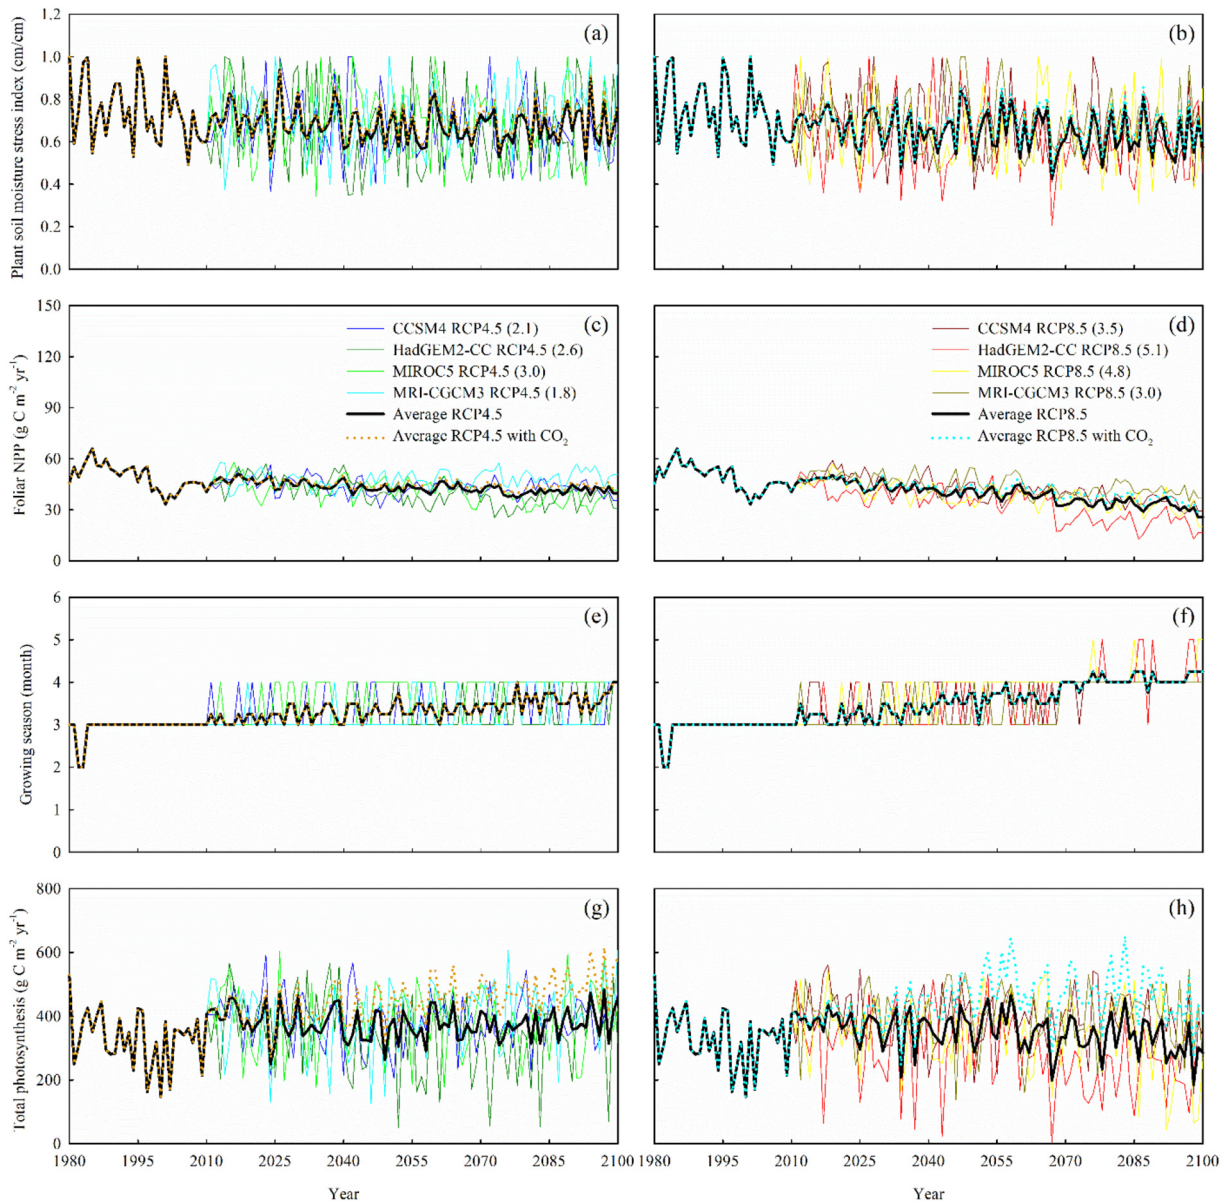 Plant soil moisture stress index (cm/cm)
1.2
1.0
0.8
0.6
0.4
0.2
0.0
(a)
(b)
Foliar NPP (g C m⁻² yr⁻¹)
150
120
90
60
30
0
(c)
CCSM4 RCP4.5 (2.1)
HadGEM2-CC RCP4.5 (2.6)
MIROC5 RCP4.5 (3.0)
MRI-CGCM3 RCP4.5 (1.8)
Average RCP4.5
Average RCP4.5 with CO₂
(d)
CCSM4 RCP8.5 (3.5)
HadGEM2-CC RCP8.5 (5.1)
MIROC5 RCP8.5 (4.8)
MRI-CGCM3 RCP8.5 (3.0)
Average RCP8.5
Average RCP8.5 with CO₂
Growing season (month)
6
5
4
3
2
1
0
(e)
(f)
Total photosynthesis (g C m⁻² yr⁻¹)
800
600
400
200
0
(g)
(h)
1980 1995 2010 2025 2040 2055 2070 2085 2100
1980 1995 2010 2025 2040 2055 2070 2085 2100
Year
Year